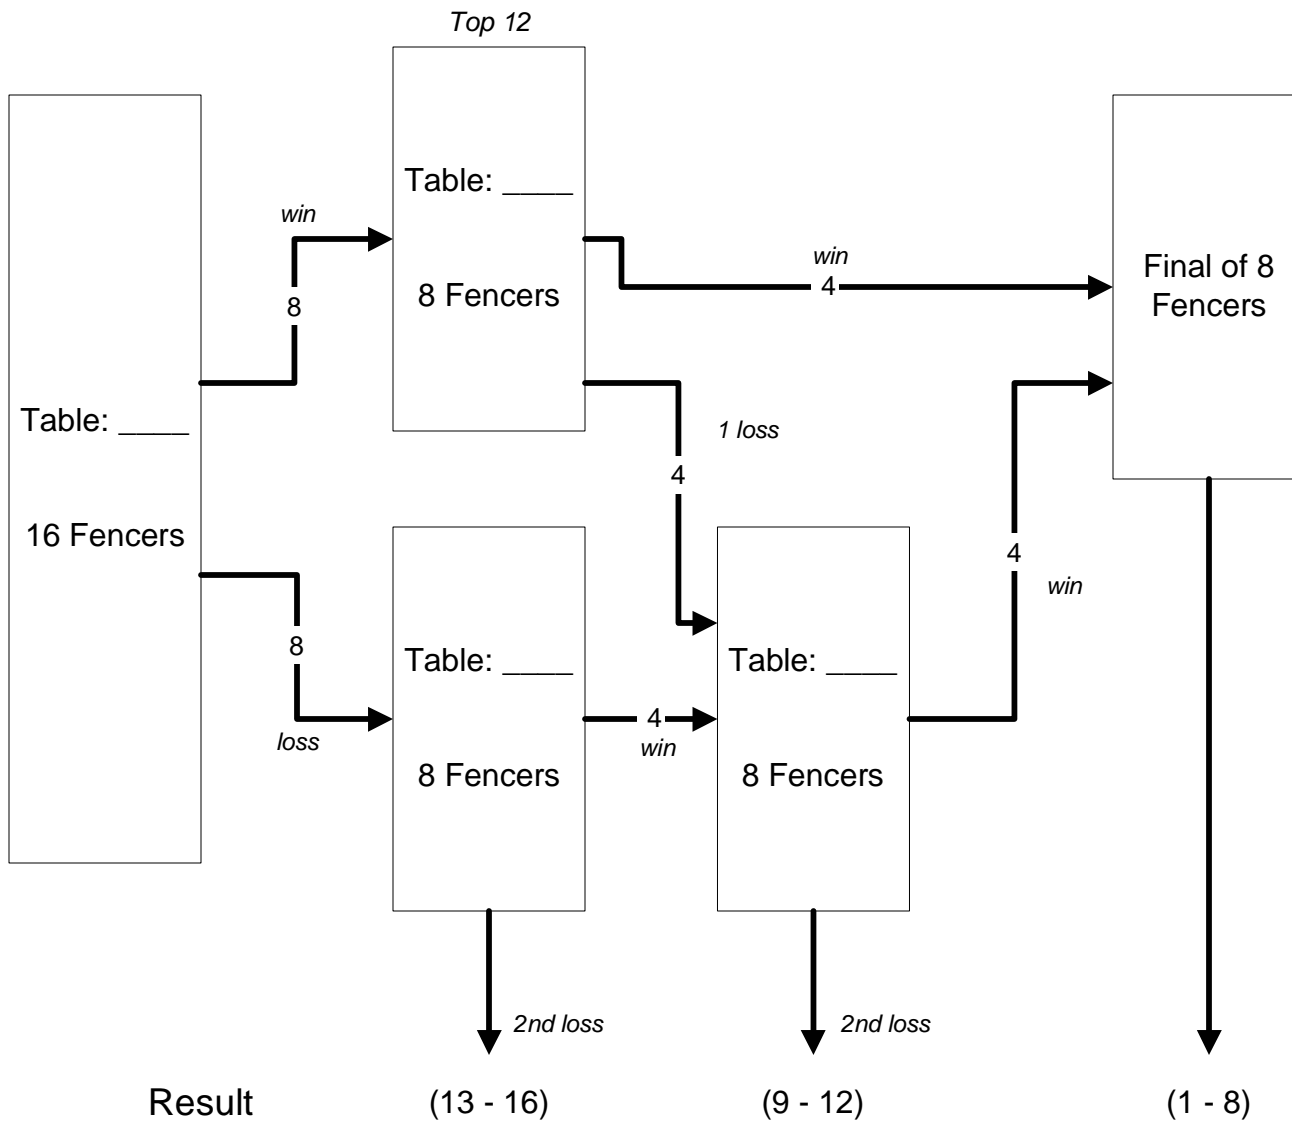 Top 12
Table: ____
8 Fencers
win
8
win
4
Final of 8
Fencers
Table: ____
16 Fencers
1 loss
4
8
loss
Table: ____
8 Fencers
4
win
Table: ____
8 Fencers
4
win
2nd loss
2nd loss
Result
(13 - 16)
(9 - 12)
(1 - 8)